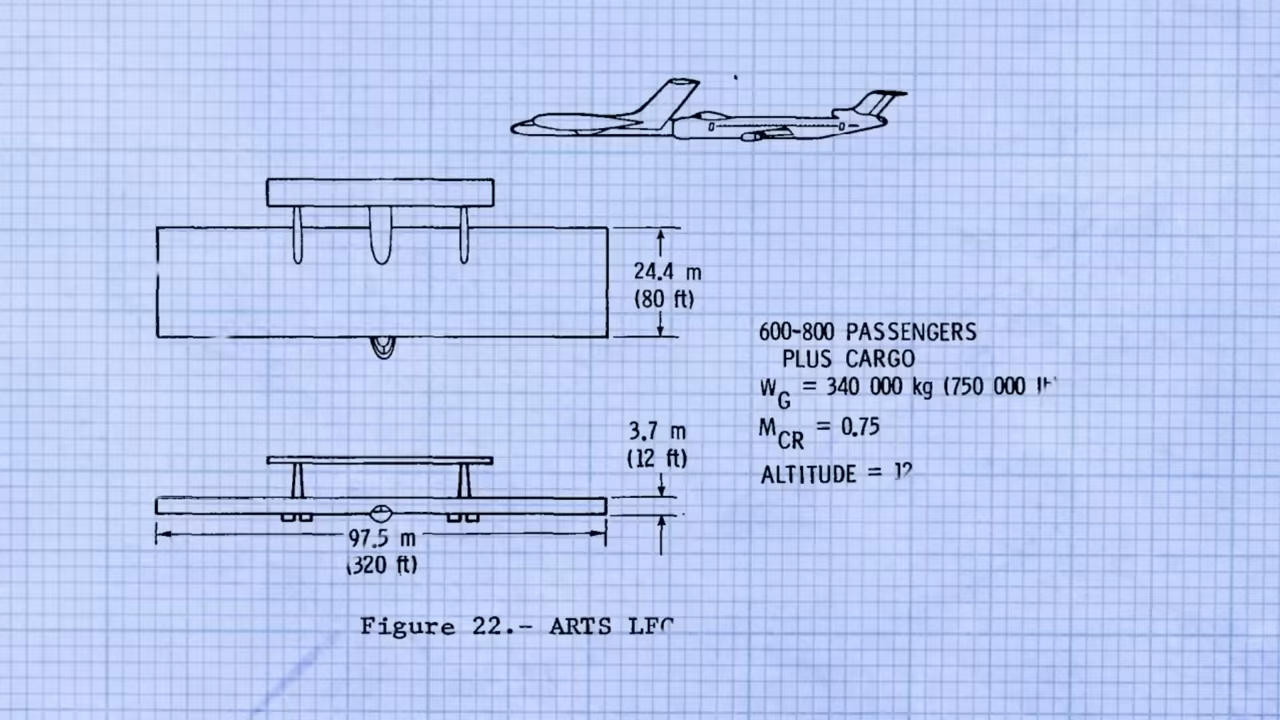 24.4 m
(80 ft)
600-800 PASSENGERS
PLUS CARGO
W_G = 340 000 kg (750 000
M_CR = 0.75
ALTITUDE =
3.7 m
(12 ft)
97.5 m
(320 ft)
Figure 22.- ARTS